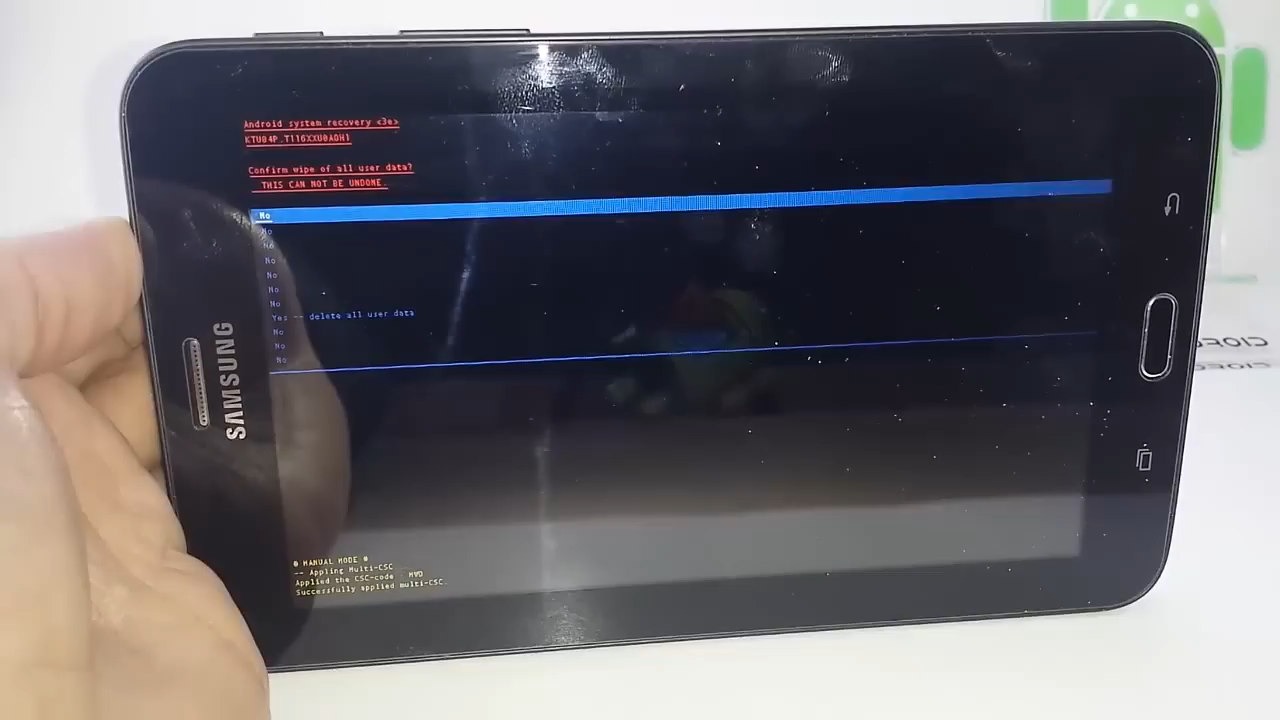 Android system recovery <3e>
KTU84P.T116XXU0AOH1
Confirm wipe of all user data?
THIS CAN NOT BE UNDONE.
No
No
No
No
No
No
No
Yes -- delete all user data
No
No
No
# MANUAL MODE #
-- Appling Multi-CSC
Applied the CSC-code : MWD
Successfully applied multi-CSC.
SAMSUNG